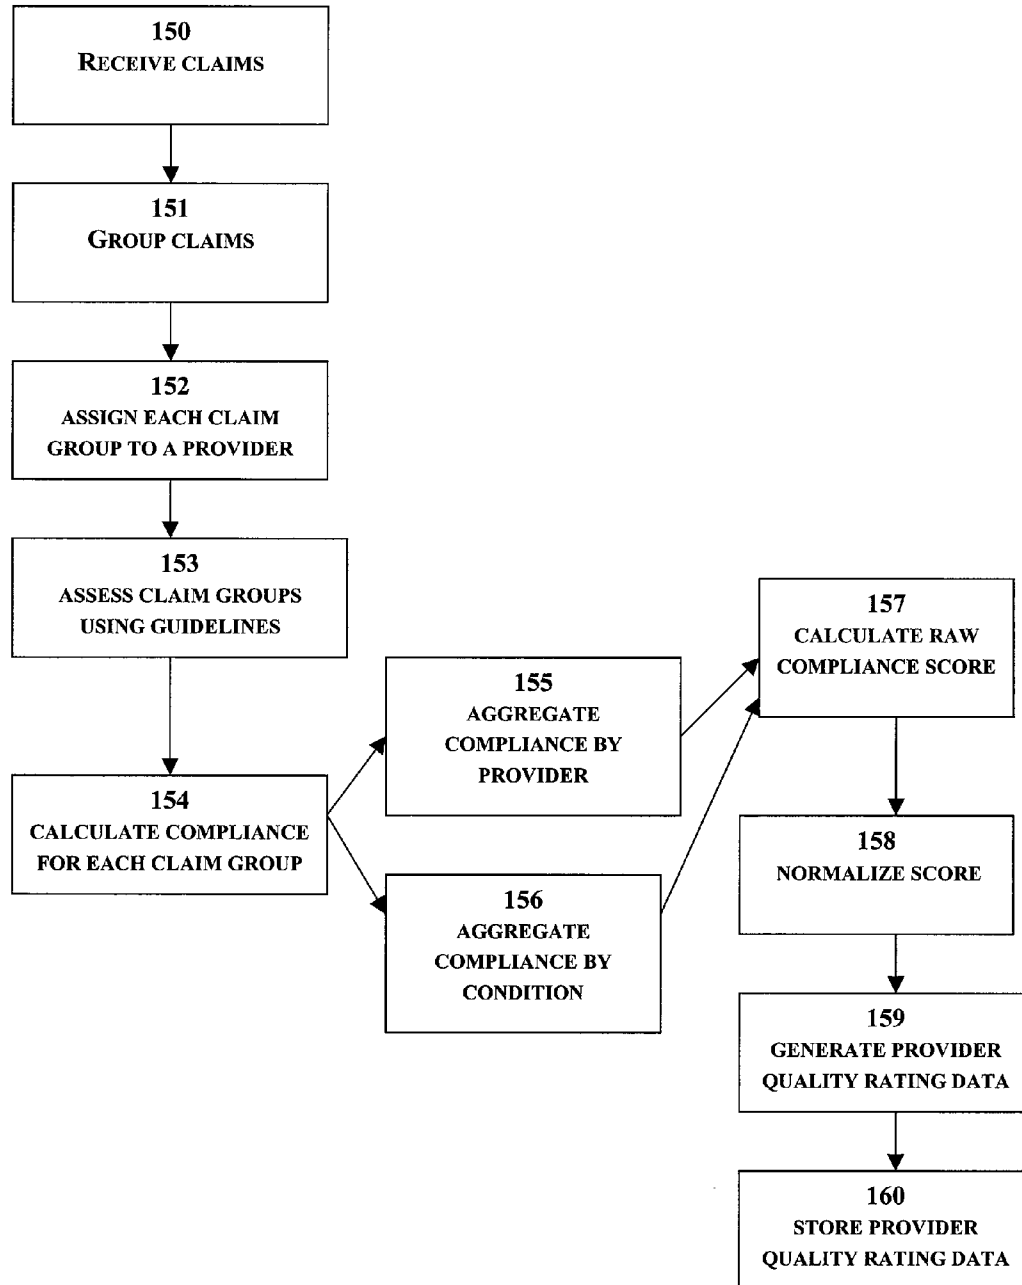 150
RECEIVE CLAIMS
151
GROUP CLAIMS
152
ASSIGN EACH CLAIM
GROUP TO A PROVIDER
153
ASSESS CLAIM GROUPS
USING GUIDELINES
154
CALCULATE COMPLIANCE
FOR EACH CLAIM GROUP
155
AGGREGATE
COMPLIANCE BY
PROVIDER
156
AGGREGATE
COMPLIANCE BY
CONDITION
157
CALCULATE RAW
COMPLIANCE SCORE
158
NORMALIZE SCORE
159
GENERATE PROVIDER
QUALITY RATING DATA
160
STORE PROVIDER
QUALITY RATING DATA